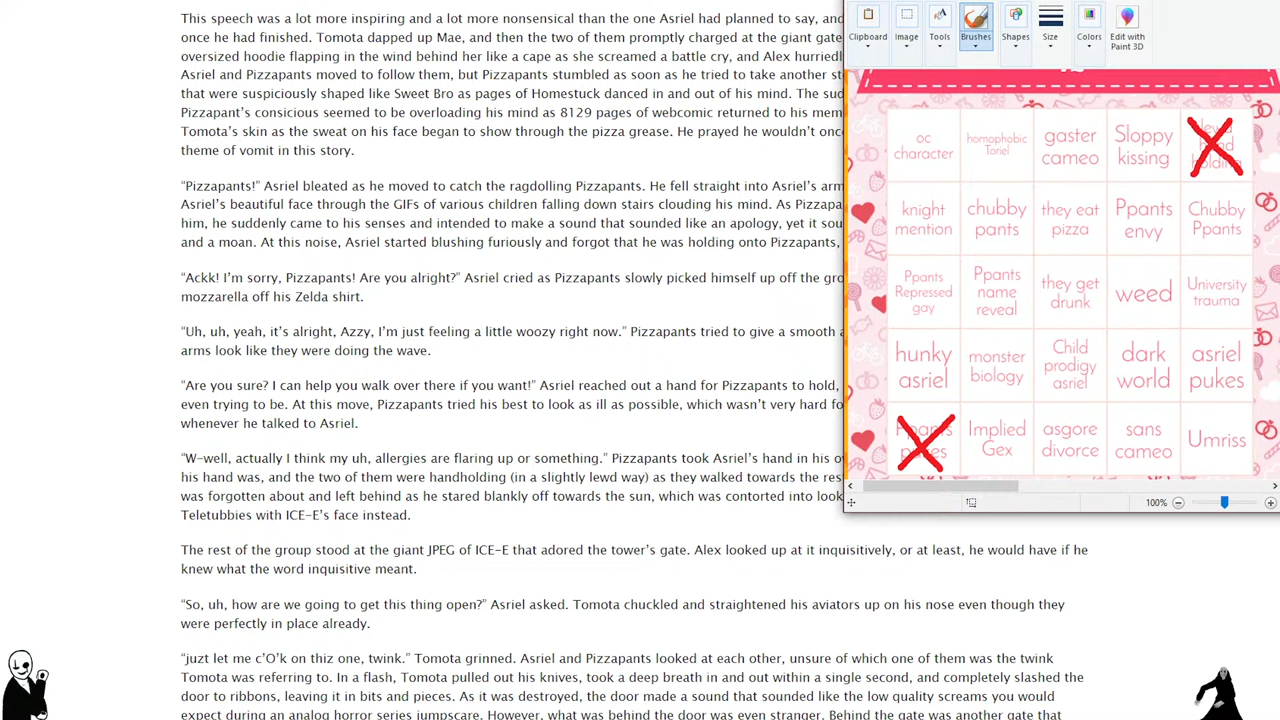 This speech was a lot more inspiring and a lot more nonsensical than the one Asriel had planned to say, and
once he had finished. Tomota dapped up Mae, and then the two of them promptly charged at the giant gate
oversized hoodie flapping in the wind behind her like a cape as she screamed a battle cry, and Alex hurriedl
Asriel and Pizzapants moved to follow them, but Pizzapants stumbled as soon as he tried to take another st
that were suspiciously shaped like Sweet Bro as pages of Homestuck danced in and out of his mind. The sud
Pizzapant’s conscious seemed to be overloading his mind as 8129 pages of webcomic returned to his mem
Tomota’s skin as the sweat on his face began to show through the pizza grease. He prayed he wouldn’t once
theme of vomit in this story.
“Pizzapants!” Asriel bleated as he moved to catch the ragdolling Pizzapants. He fell straight into Asriel’s arm
Asriel’s beautiful face through the GIFs of various children falling down stairs clouding his mind. As Pizzapa
him, he suddenly came to his senses and intended to make a sound that sounded like an apology, yet it sou
and a moan. At this noise, Asriel started blushing furiously and forgot that he was holding onto Pizzapants,
“Ackk! I’m sorry, Pizzapants! Are you alright?” Asriel cried as Pizzapants slowly picked himself up off the gro
mozzarella off his Zelda shirt.
“Uh, uh, yeah, it’s alright, Azzy, I’m just feeling a little woozy right now.” Pizzapants tried to give a smooth a
arms look like they were doing the wave.
“Are you sure? I can help you walk over there if you want!” Asriel reached out a hand for Pizzapants to hold,
even trying to be. At this move, Pizzapants tried his best to look as ill as possible, which wasn’t very hard fo
whenever he talked to Asriel.
“W-wall, actually I think my uh, allergies are flaring up or something.” Pizzapants took Asriel’s hand in his o
his hand was, and the two of them were handholding (in a slightly lewd way) as they walked towards the res
was forgotten about and left behind as he stared blankly off towards the sun, which was contorted into look
Teletubbies with ICE-E’s face instead.
The rest of the group stood at the giant JPEG of ICE-E that adored the tower’s gate. Alex looked up at it inquisitively, or at least, he would have if he
knew what the word inquisitive meant.
“So, uh, how are we going to get this thing open?” Asriel asked. Tomota chuckled and straightened his aviators up on his nose even though they
were perfectly in place already.
“juzt let me c’O’k on thiz one, twink.” Tomota grinned. Asriel and Pizzapants looked at each other, unsure of which one of them was the twink
Tomota was referring to. In a flash, Tomota pulled out his knives, took a deep breath in and out within a single second, and completely slashed the
door to ribbons, leaving it in bits and pieces. As it was destroyed, the door made a sound that sounded like the low quality screams you would
expect during an analog horror series jumpscare. However, what was behind the door was even stranger. Behind the gate was another gate that
Clipboard Image Tools Brushes Shapes Size Colors Edit with
Paint 3D
oc
character
homophobic
Toriel
gaster
cameo
Sloppy
kissing
lewd
hand
holding
knight
mention
chubby
pants
they eat
pizza
Ppants
envy
Chubby
Ppants
Ppants
Repressed
gay
Ppants
name
reveal
they get
drunk
weed
University
trauma
hunky
asriel
monster
biology
Child
prodigy
asriel
dark
world
asriel
pukes
Ppants
pukes
Implied
Gex
asgore
divorce
sans
cameo
Umriss
100%